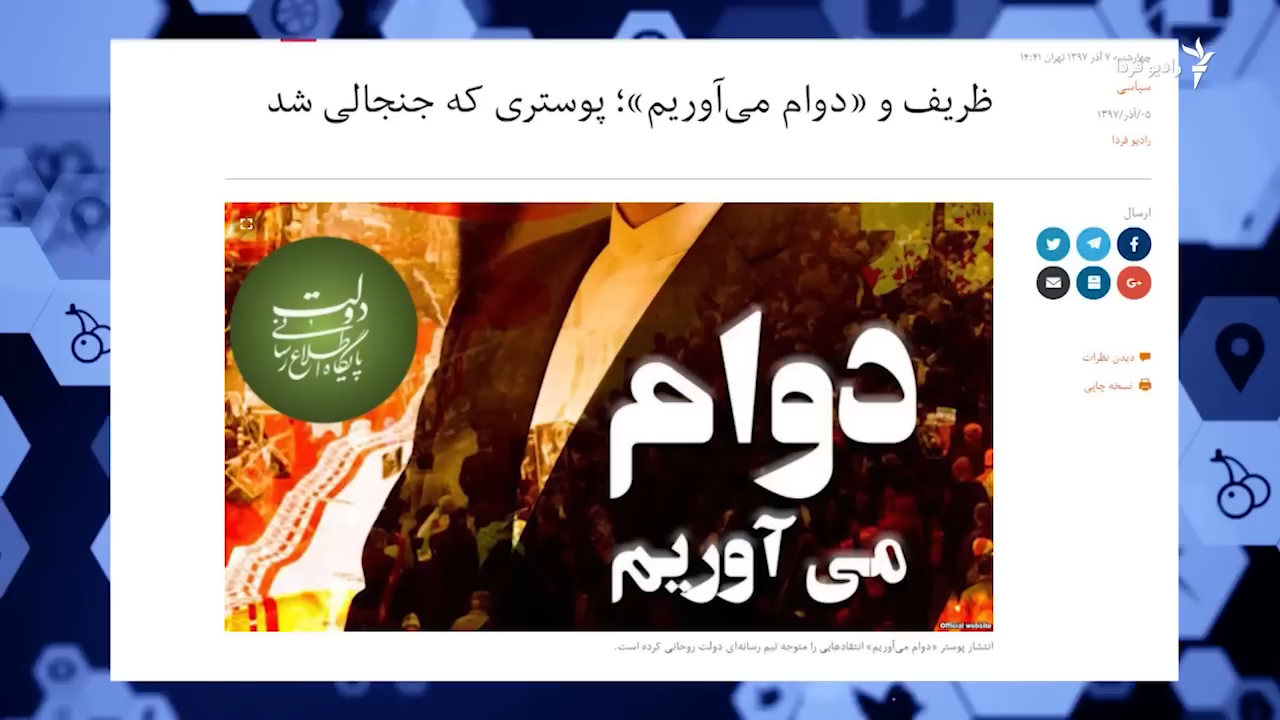 رادیو فردا
چهارشنبه ۷ آذر ۱۳۹۷ تهران ۱۴:۴۱
ظریف و «دوام می‌آوریم»؛ پوستری که جنجالی شد
سیاسی
۰۵/آذر/۱۳۹۷
رادیو فردا
ارسال
دیدن نظرات
نسخه چاپی
دولت
پایگاه اطلاع رسانی
دوام
می آوریم
Official website
انتشار پوستر «دوام می‌آوریم» انتقادهایی را متوجه تیم رسانه‌ای دولت روحانی کرده است.